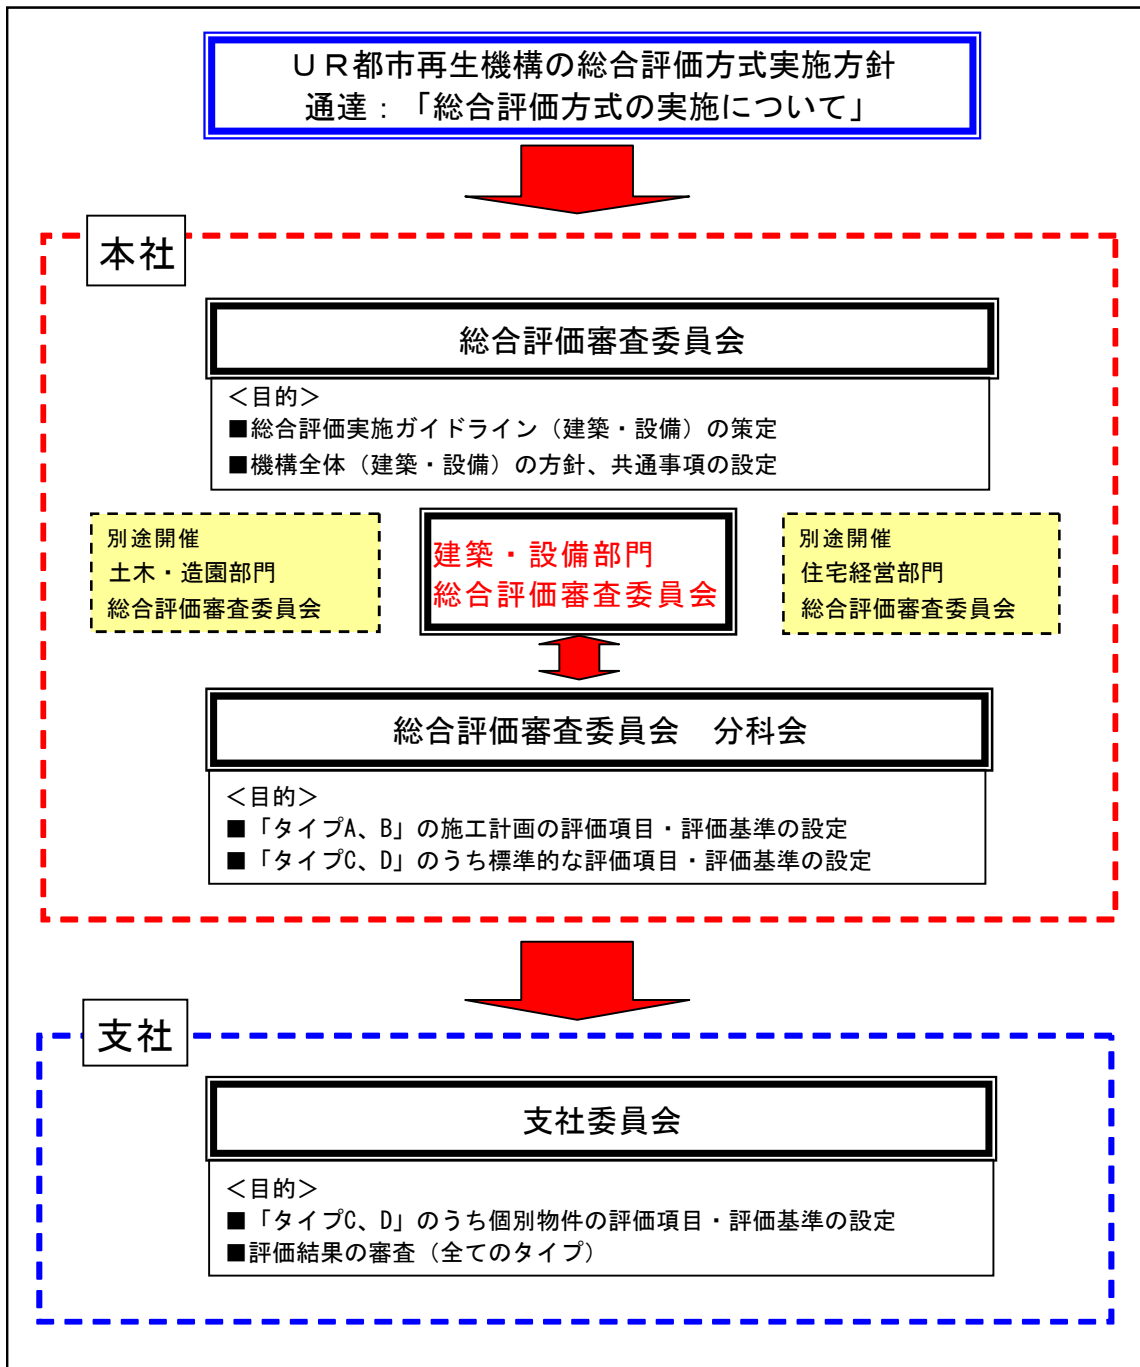 ＵＲ都市再生機構の総合評価方式実施方針
通達：「総合評価方式の実施について」
本社
総合評価審査委員会
＜目的＞
■総合評価実施ガイドライン（建築・設備）の策定
■機構全体（建築・設備）の方針、共通事項の設定
別途開催
土木・造園部門
総合評価審査委員会
建築・設備部門
総合評価審査委員会
別途開催
住宅経営部門
総合評価審査委員会
総合評価審査委員会　分科会
＜目的＞
■「タイプA、B」の施工計画の評価項目・評価基準の設定
■「タイプC、D」のうち標準的な評価項目・評価基準の設定
支社
支社委員会
＜目的＞
■「タイプC、D」のうち個別物件の評価項目・評価基準の設定
■評価結果の審査（全てのタイプ）